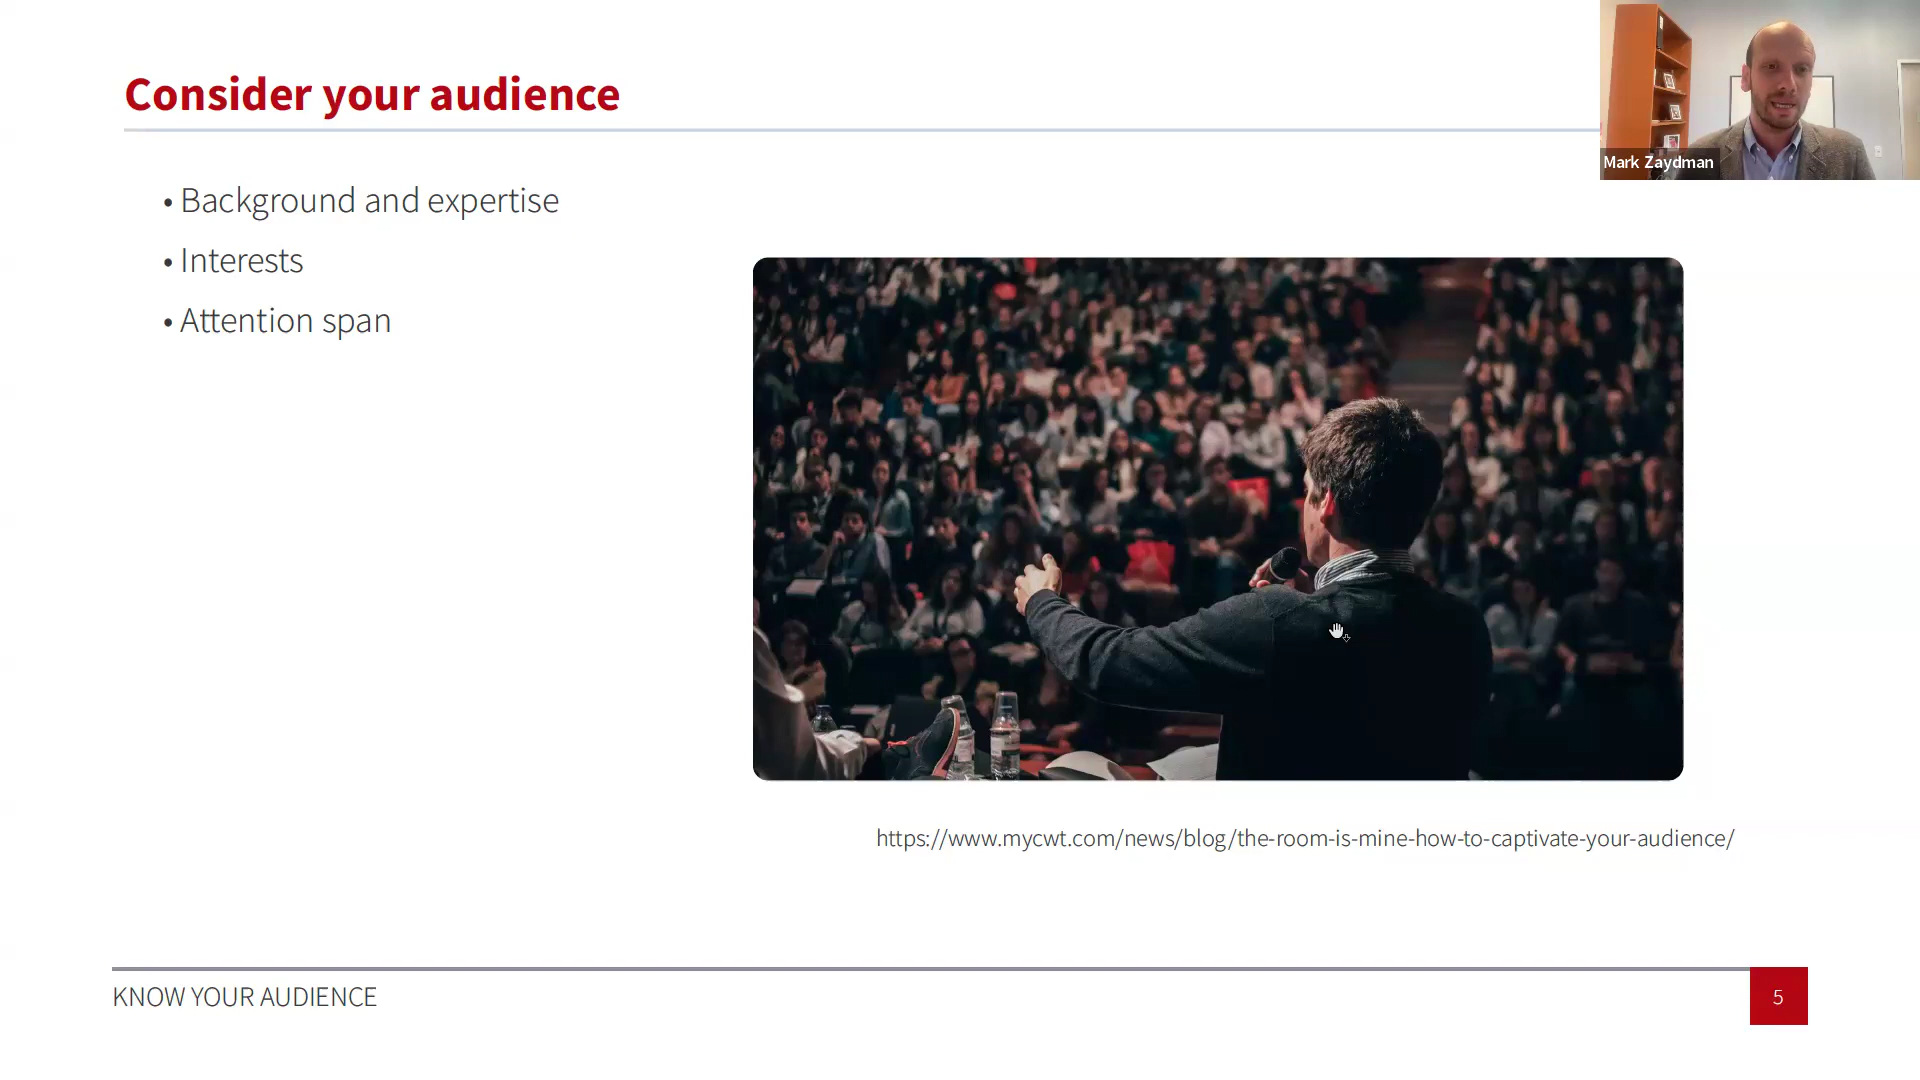 Consider your audience
Mark Zaydman
• Background and expertise
• Interests
• Attention span
https://www.mycwt.com/news/blog/the-room-is-mine-how-to-captivate-your-audience/
KNOW YOUR AUDIENCE
5